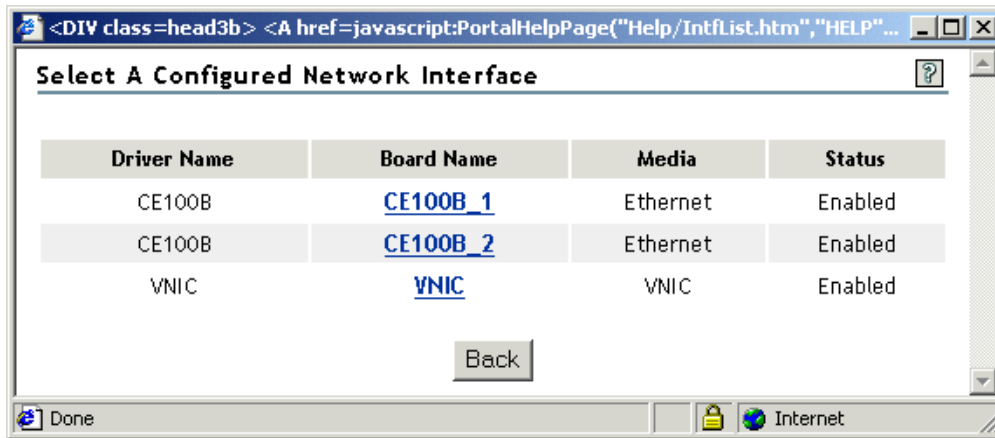 <DIV class=head3b> <A href=javascript:PortalHelpPage("Help/IntfList.htm","HELP"...
Select A Configured Network Interface ?
Driver Name Board Name Media Status
CE100B CE100B_1 Ethernet Enabled
CE100B CE100B_2 Ethernet Enabled
VNIC VNIC VNIC Enabled
Back
Done Internet